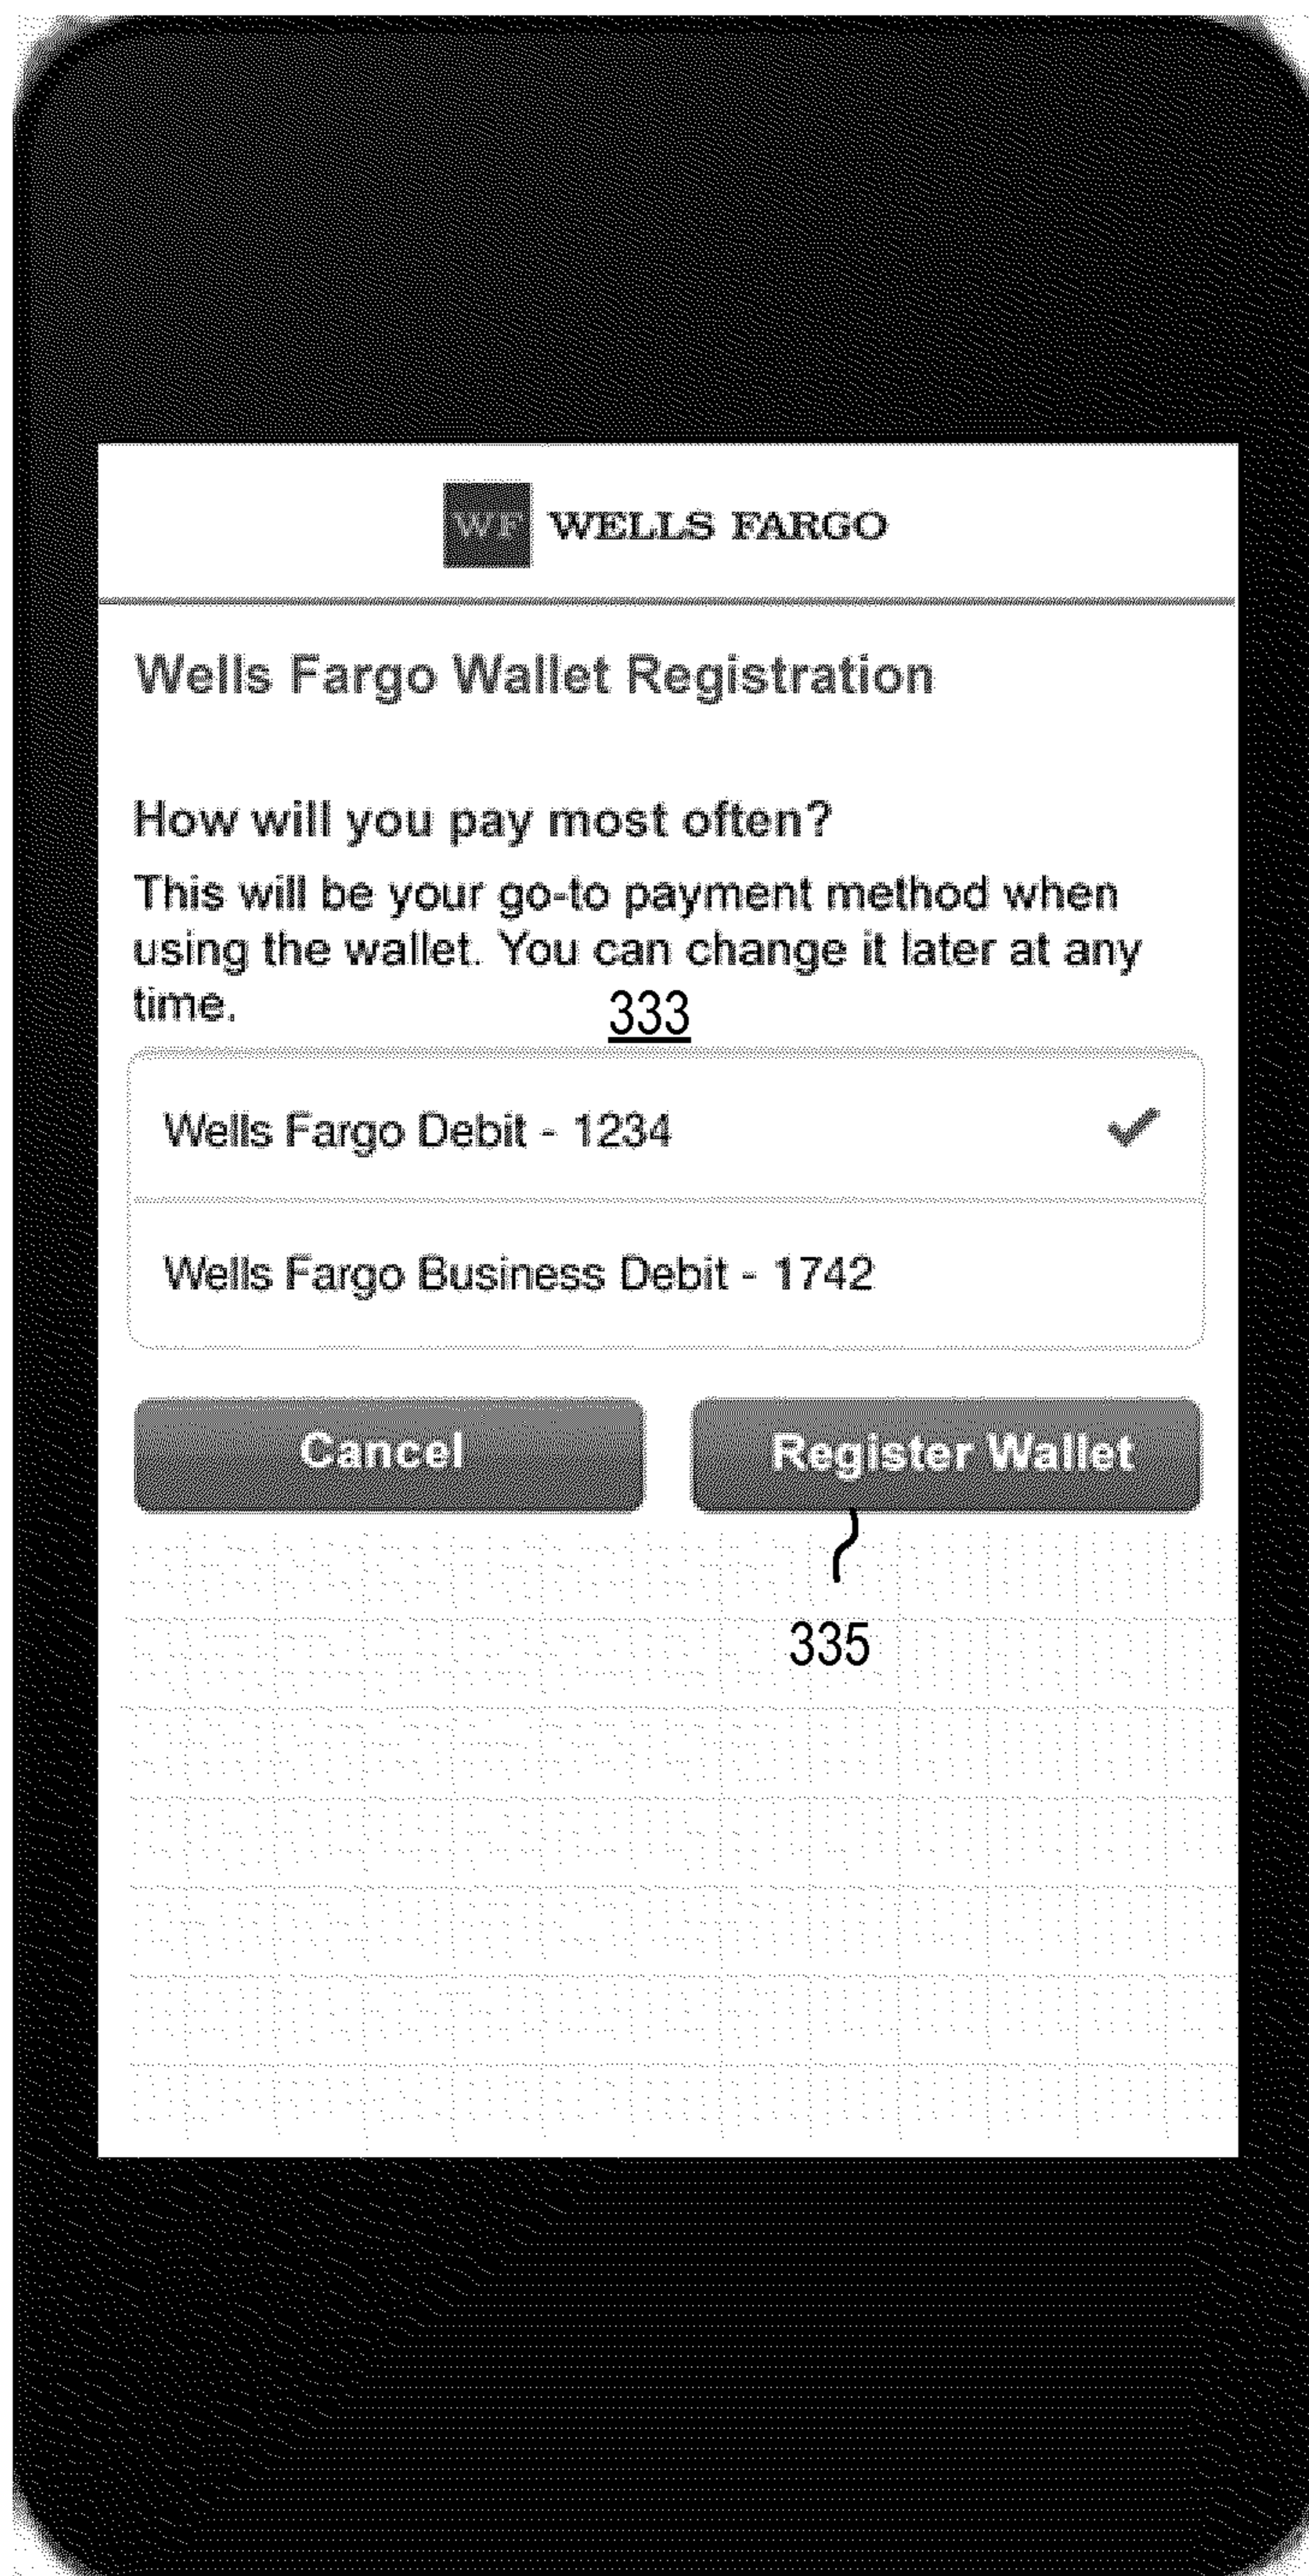 WF WELLS FARGO
Wells Fargo Wallet Registration
How will you pay most often?
This will be your go-to payment method when
using the wallet. You can change it later at any
time.
333
Wells Fargo Debit - 1234
Wells Fargo Business Debit - 1742
Cancel Register Wallet
335